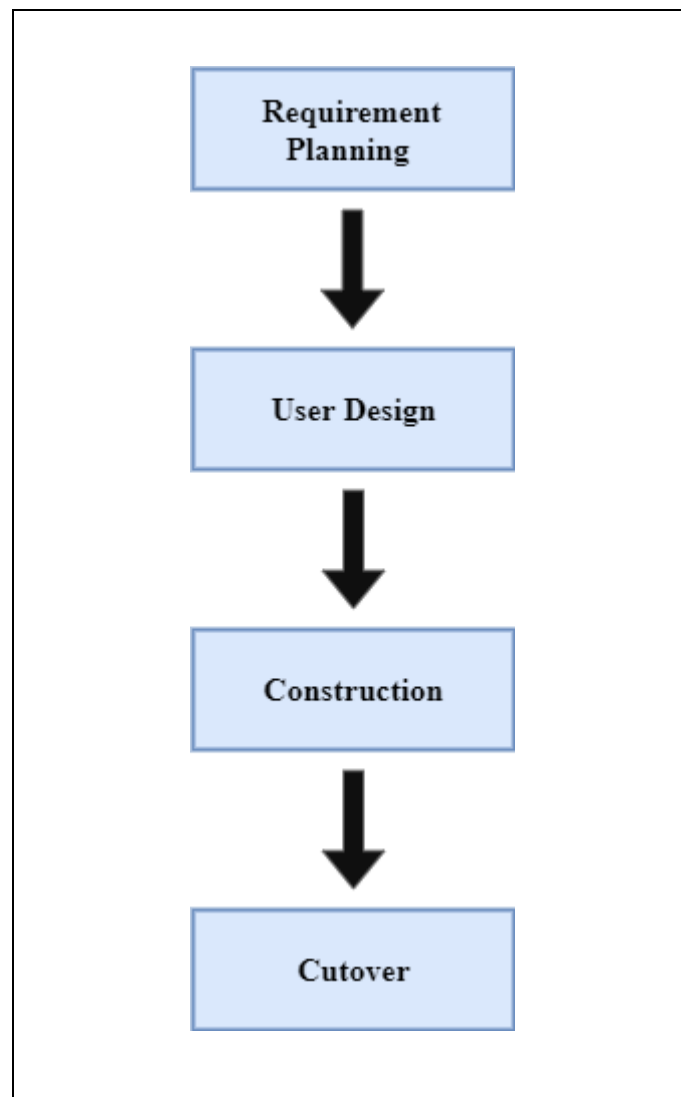 Requirement
Planning
User Design
Construction
Cutover